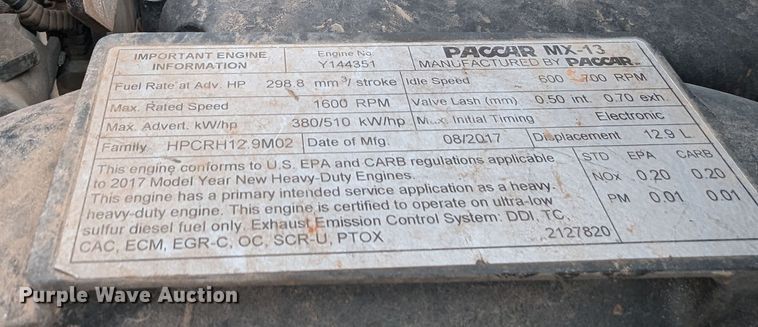 IMPORTANT ENGINE INFORMATION
Engine No. Y144351
PACCAR MX-13
MANUFACTURED BY PACCAR
Fuel Rate at Adv. HP 298.8 mm³/stroke Idle Speed 600 700 RPM
Max. Rated Speed 1600 RPM Valve Lash (mm) 0.50 int. 0.70 exh.
Max. Advert. kW/hp 380/510 kW/hp Max. Initial Timing Electronic
Family HPCRH12.9M02 Date of Mfg. 08/2017 Displacement 12.9 L
This engine conforms to U.S. EPA and CARB regulations applicable
to 2017 Model Year New Heavy-Duty Engines.
This engine has a primary intended service application as a heavy-
heavy-duty engine. This engine is certified to operate on ultra-low
sulfur diesel fuel only. Exhaust Emission Control System: DDI, TC,
CAC, ECM, EGR-C, OC, SCR-U, PTOX
STD EPA CARB
NOx 0.20 0.20
PM 0.01 0.01
2127820
Purple Wave Auction